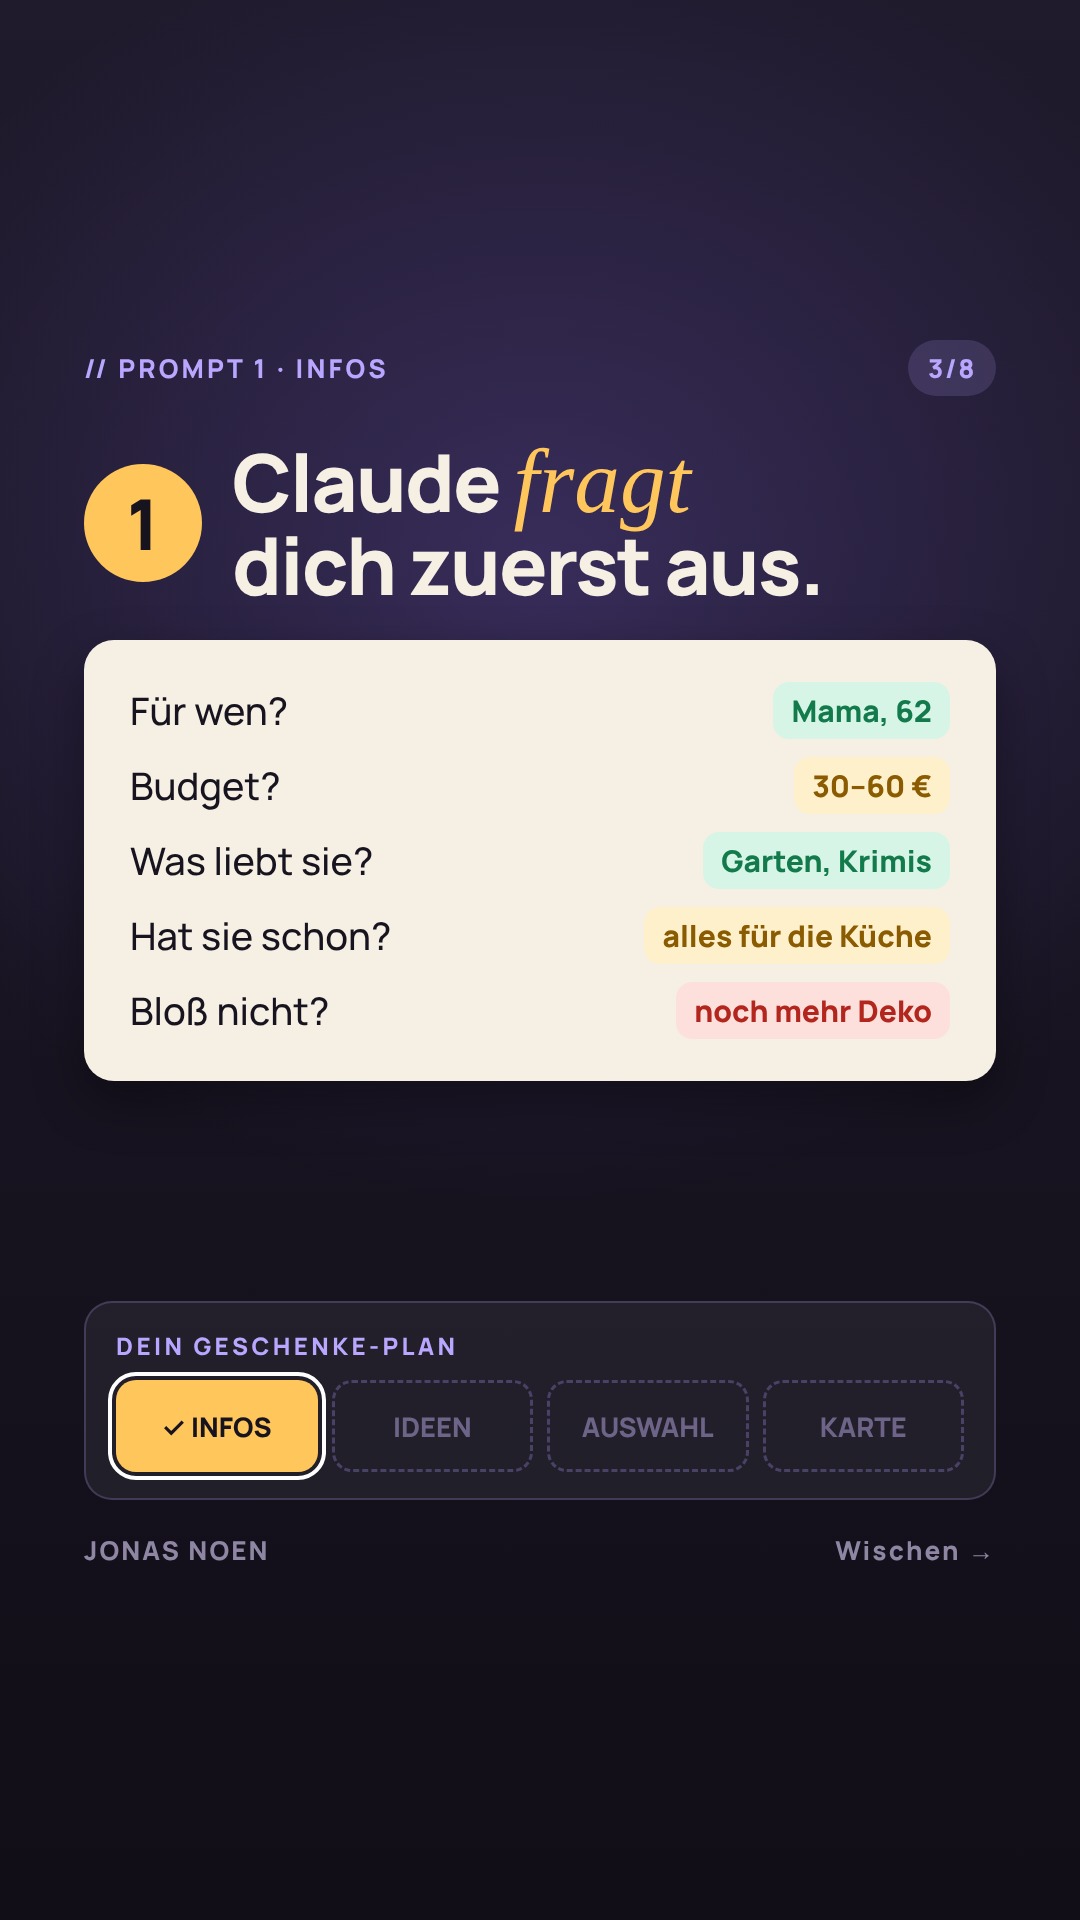 // PROMPT 1 · INFOS
3/8
1
Claude fragt
dich zuerst aus.
Für wen? Mama, 62
Budget? 30–60 €
Was liebt sie? Garten, Krimis
Hat sie schon? alles für die Küche
Bloß nicht? noch mehr Deko
DEIN GESCHENKE-PLAN
✓ INFOS IDEEN AUSWAHL KARTE
JONAS NOEN Wischen →